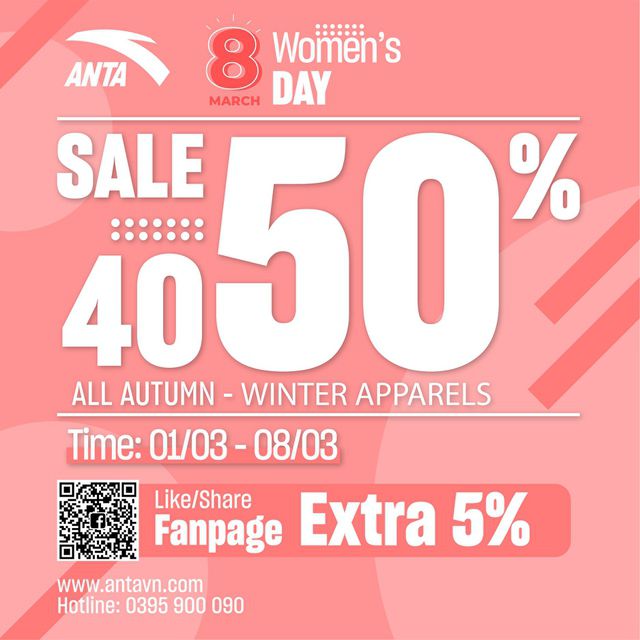 ANTA
8
MARCH
Women's
DAY
SALE
40 50%
ALL AUTUMN - WINTER APPARELS
Time: 01/03 - 08/03
Like/Share
Fanpage
Extra 5%
www.antavn.com
Hotline: 0395 900 090